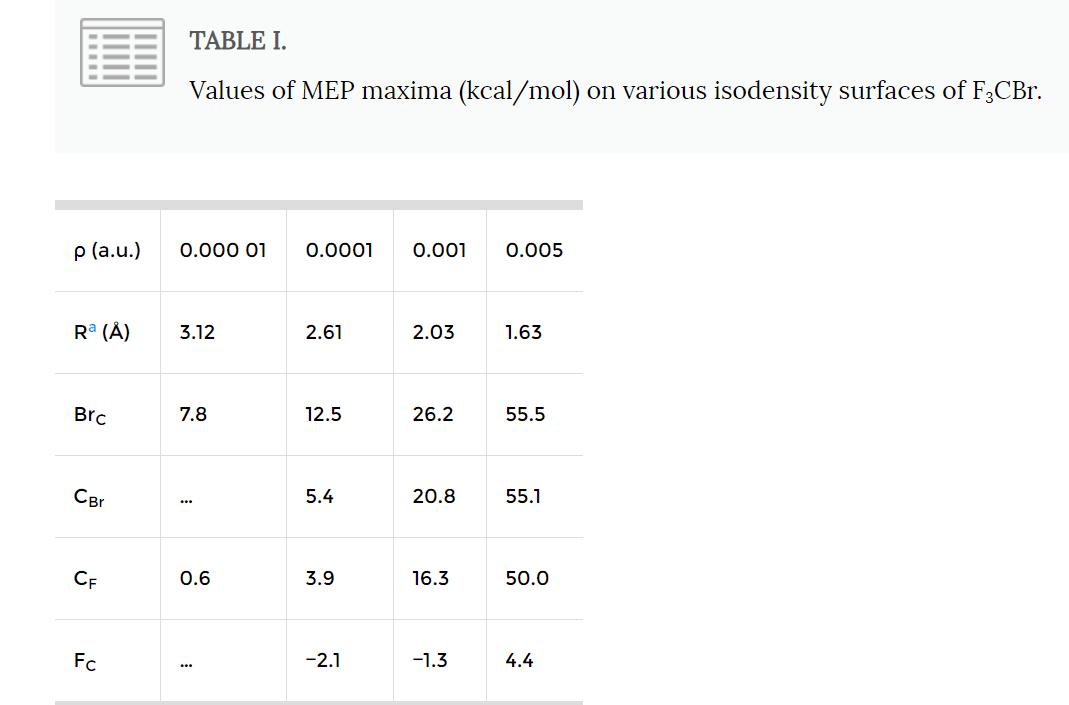 TABLE I.
Values of MEP maxima (kcal/mol) on various isodensity surfaces of F₃CBr.
ρ (a.u.) 0.000 01 0.0001 0.001 0.005
Rᵃ (Å) 3.12 2.61 2.03 1.63
Br_C 7.8 12.5 26.2 55.5
C_Br ... 5.4 20.8 55.1
C_F 0.6 3.9 16.3 50.0
F_C ... −2.1 −1.3 4.4